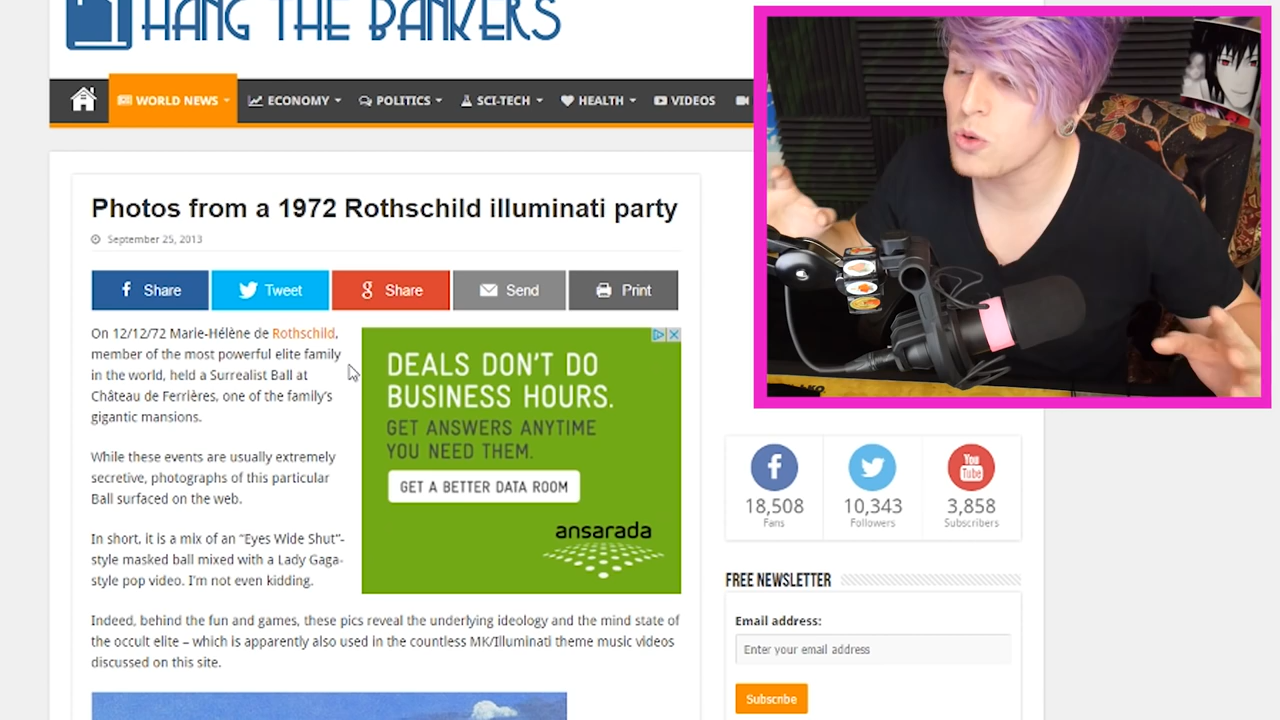 HANG THE BANKERS
WORLD NEWS ECONOMY POLITICS SCI-TECH HEALTH VIDEOS
Photos from a 1972 Rothschild illuminati party
September 25, 2013
Share Tweet Share Send Print
On 12/12/72 Marie-Hélène de Rothschild,
member of the most powerful elite family
in the world, held a Surrealist Ball at
Château de Ferrières, one of the family's
gigantic mansions.
While these events are usually extremely
secretive, photographs of this particular
Ball surfaced on the web.
In short, it is a mix of an "Eyes Wide Shut"-
style masked ball mixed with a Lady Gaga-
style pop video. I'm not even kidding.
DEALS DON'T DO
BUSINESS HOURS.
GET ANSWERS ANYTIME
YOU NEED THEM.
GET A BETTER DATA ROOM
ansarada
Indeed, behind the fun and games, these pics reveal the underlying ideology and the mind state of
the occult elite – which is apparently also used in the countless MK/Illuminati theme music videos
discussed on this site.
You
Tube
18,508 10,343 3,858
Fans Followers Subscribers
FREE NEWSLETTER
Email address:
Enter your email address
Subscribe